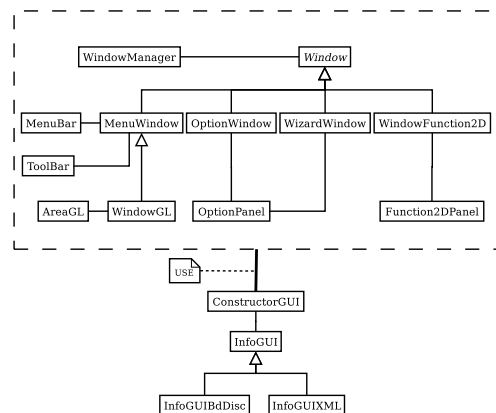 WindowManager
Window
MenuBar
MenuWindow
OptionWindow
WizardWindow
WindowFunction2D
ToolBar
AreaGL
WindowGL
OptionPanel
Function2DPanel
USE
ConstructorGUI
InfoGUI
InfoGUIBdDisc
InfoGUIXML